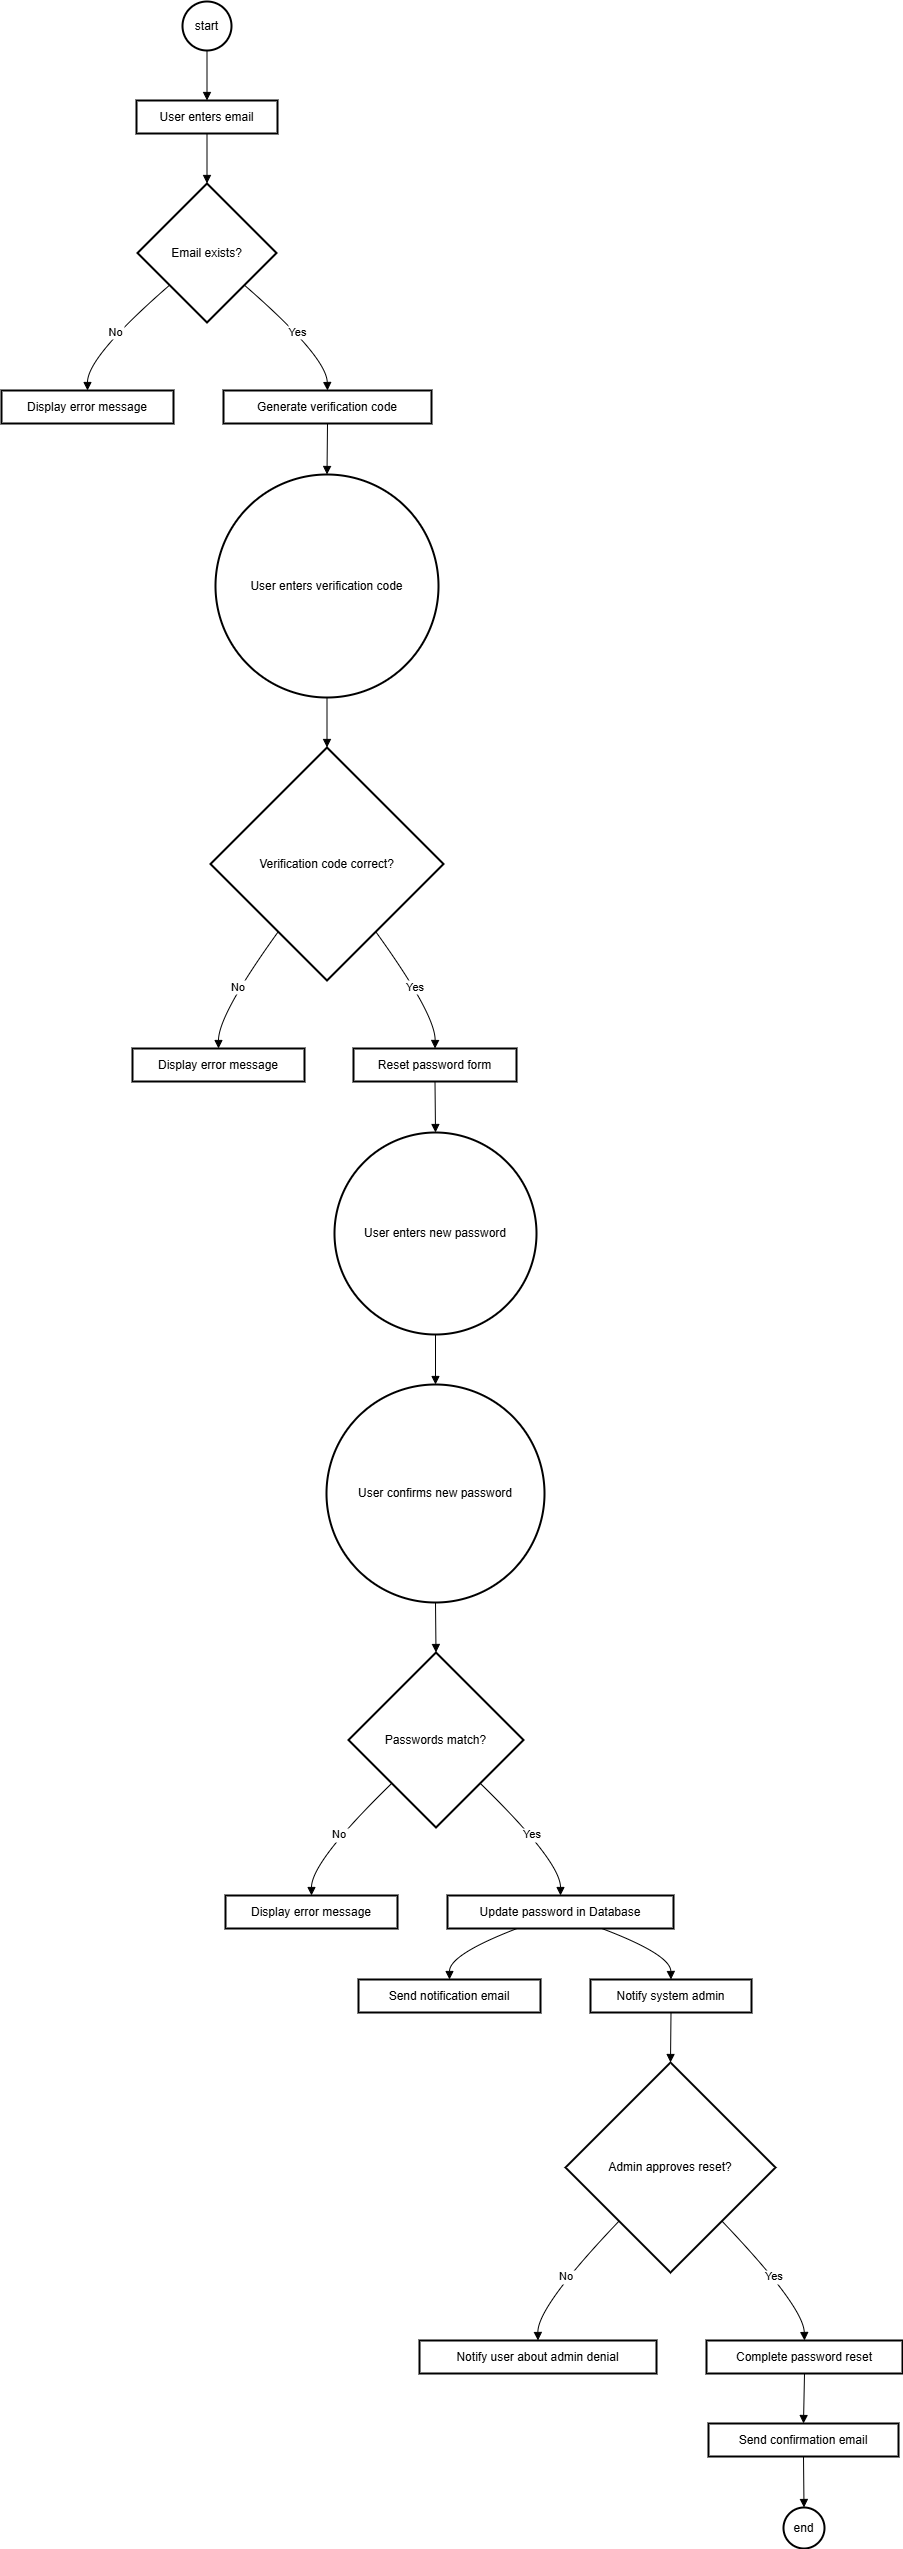 start
User enters email
Email exists?
No
Yes
Display error message
Generate verification code
User enters verification code
Verification code correct?
No
Yes
Display error message
Reset password form
User enters new password
User confirms new password
Passwords match?
No
Yes
Display error message
Update password in Database
Send notification email
Notify system admin
Admin approves reset?
No
Yes
Notify user about admin denial
Complete password reset
Send confirmation email
end